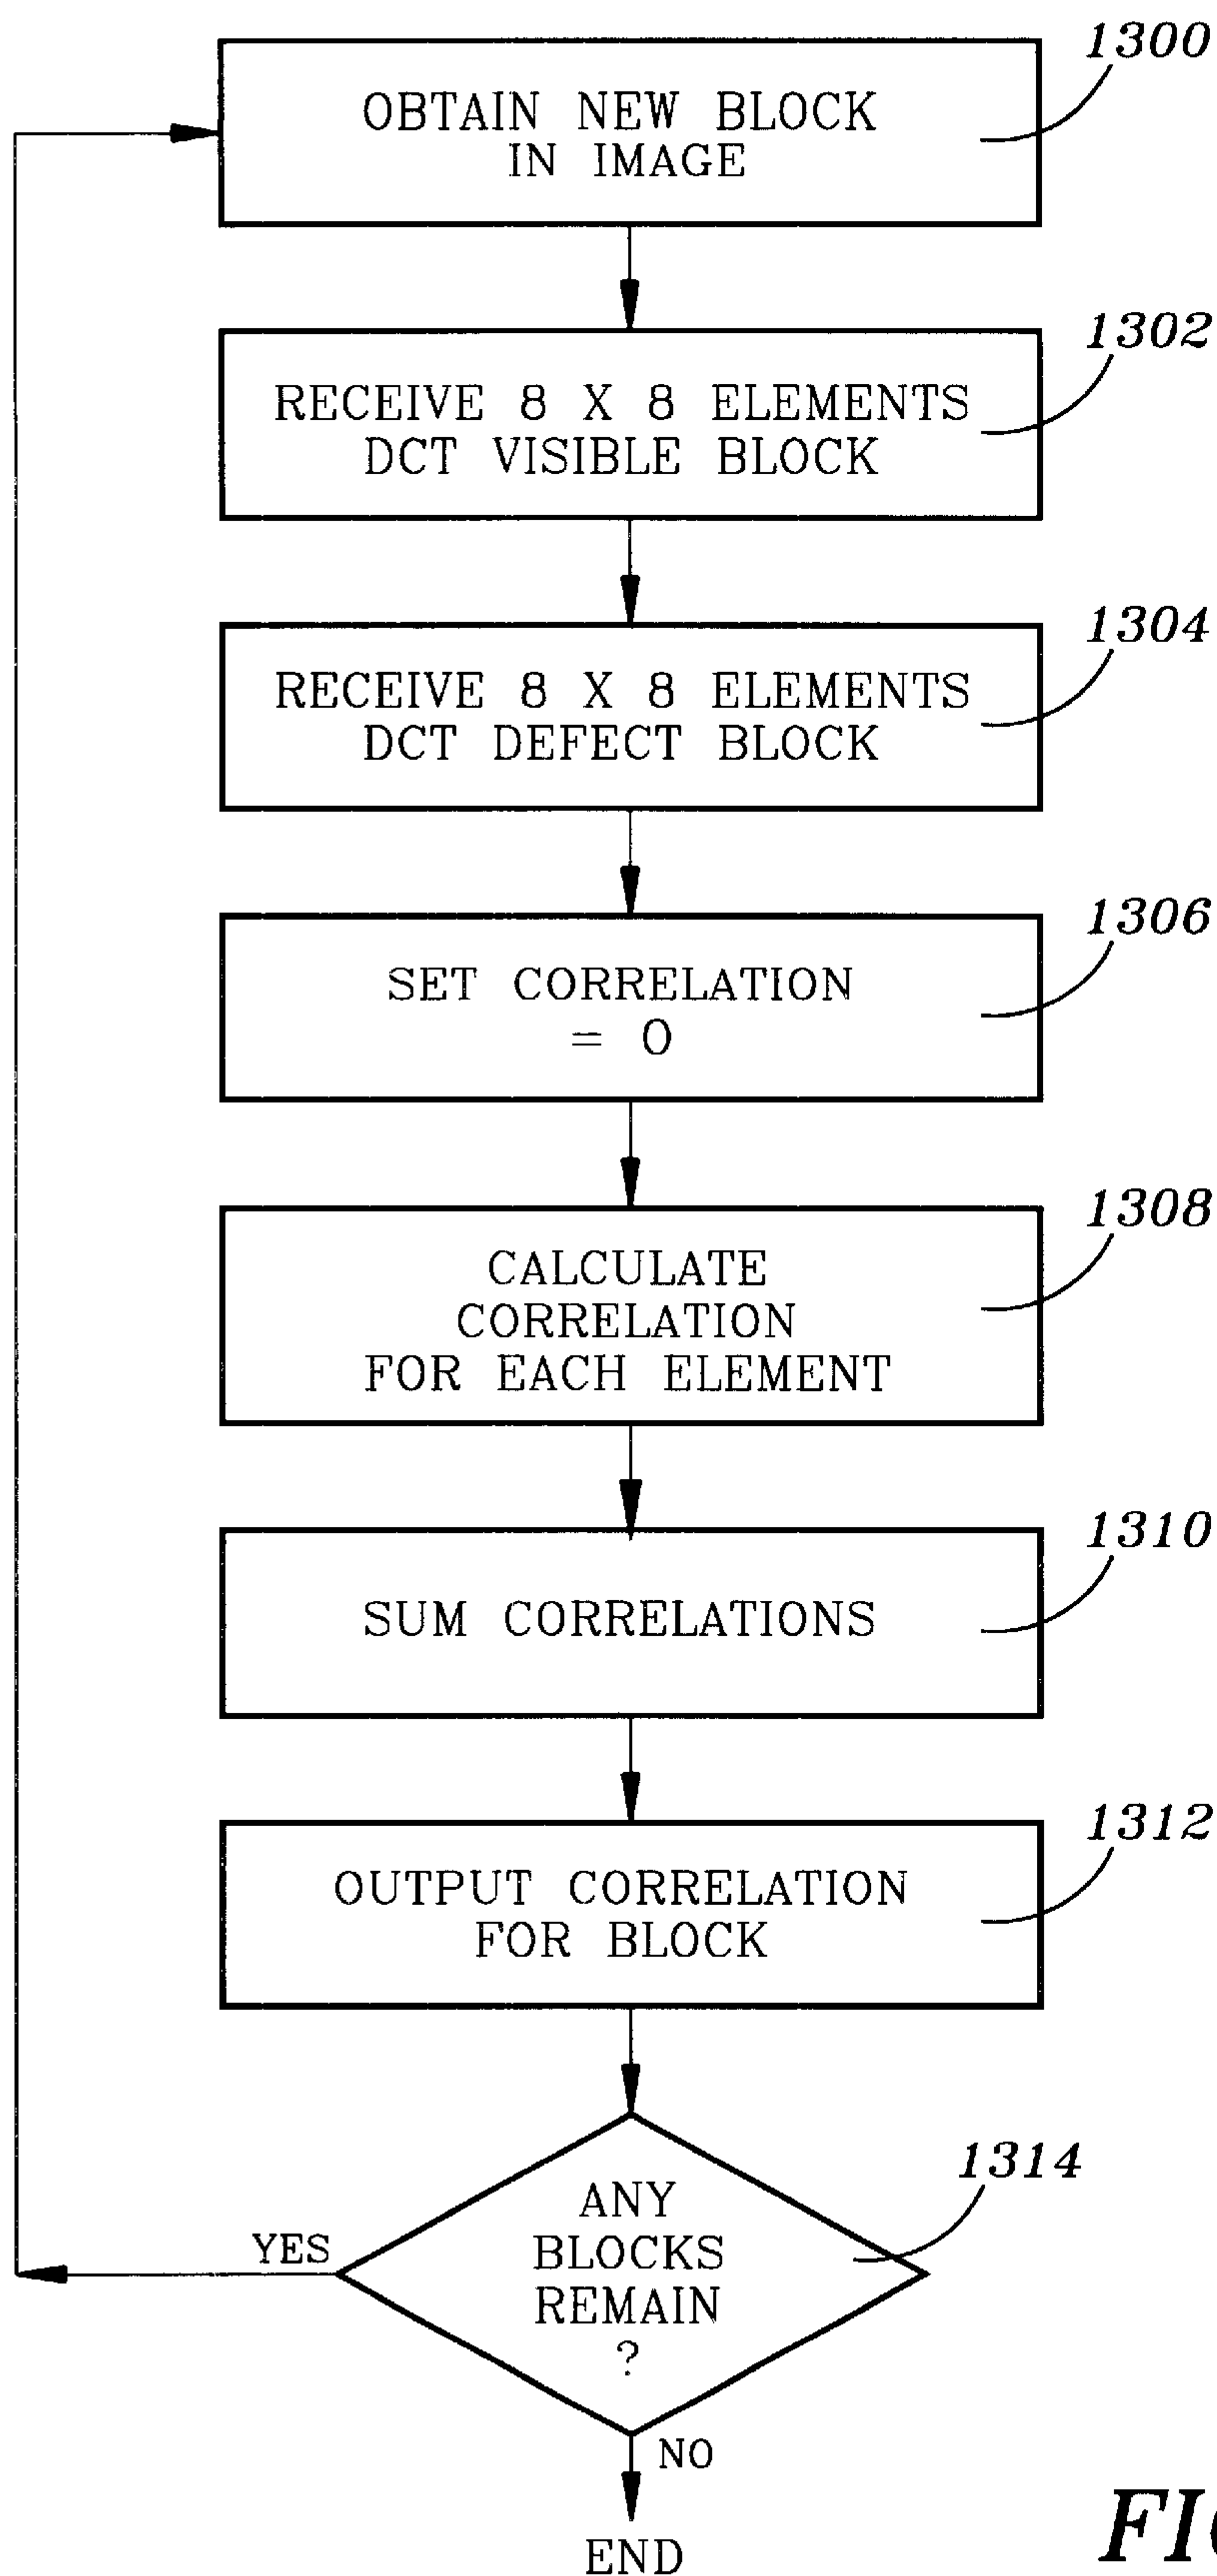 1300
OBTAIN NEW BLOCK
IN IMAGE
1302
RECEIVE 8 X 8 ELEMENTS
DCT VISIBLE BLOCK
1304
RECEIVE 8 X 8 ELEMENTS
DCT DEFECT BLOCK
1306
SET CORRELATION
= 0
1308
CALCULATE
CORRELATION
FOR EACH ELEMENT
1310
SUM CORRELATIONS
1312
OUTPUT CORRELATION
FOR BLOCK
1314
ANY
BLOCKS
REMAIN
?
YES
NO
END